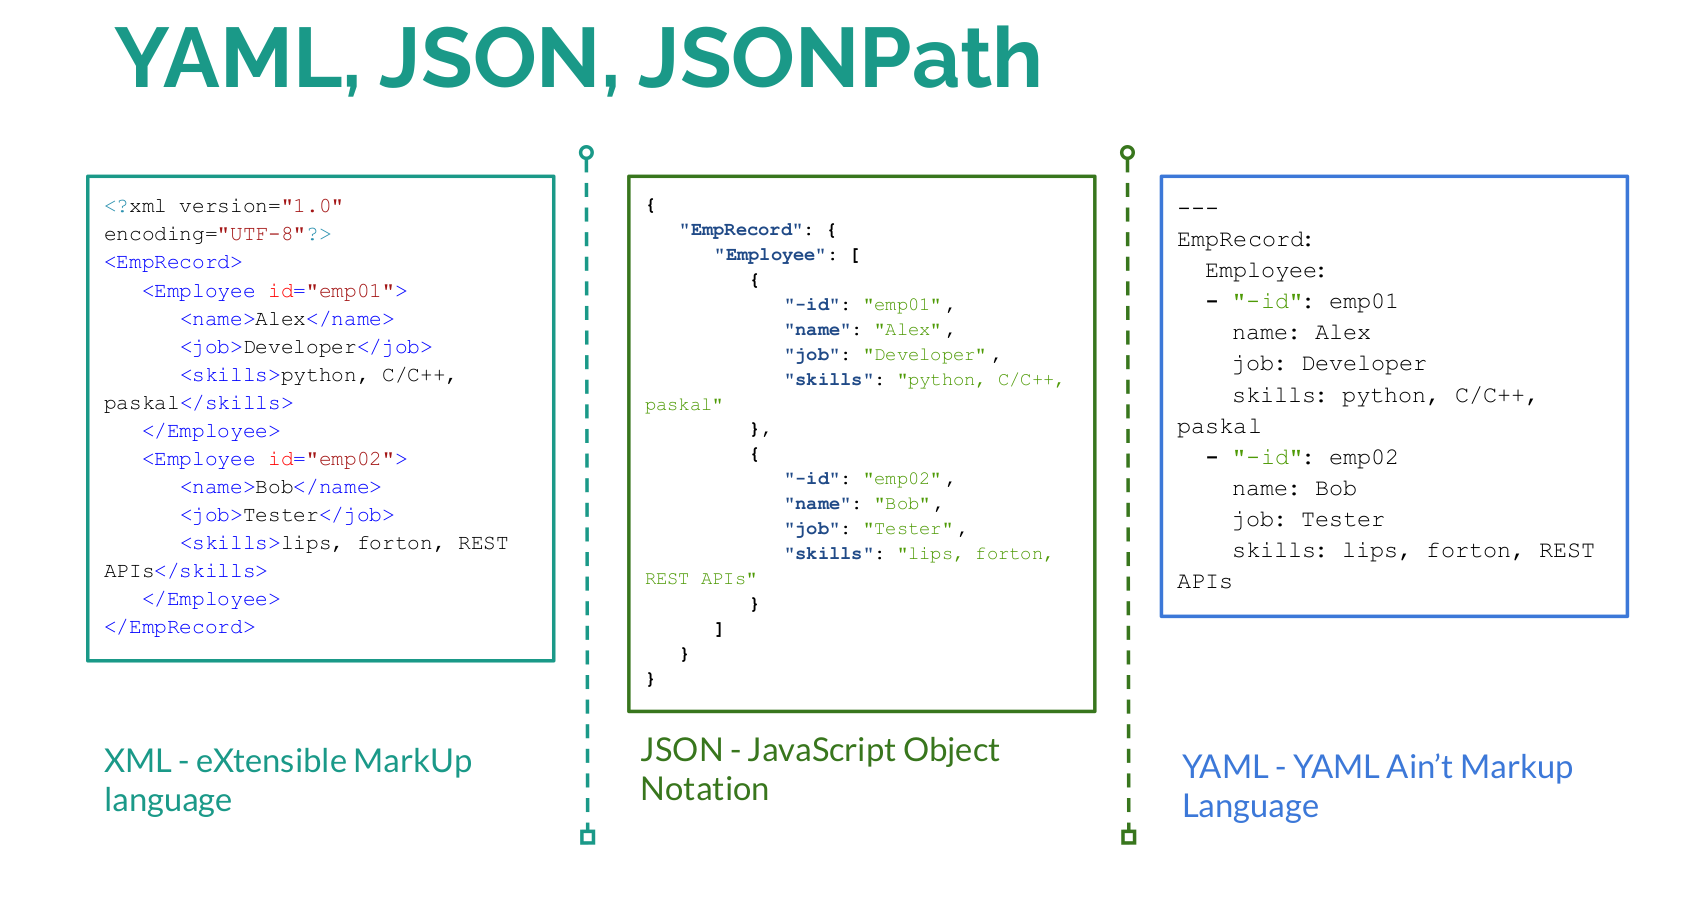 YAML, JSON, JSONPath
<?xml version="1.0"
encoding="UTF-8"?>
<EmpRecord>
   <Employee id="emp01">
      <name>Alex</name>
      <job>Developer</job>
      <skills>python, C/C++,
paskal</skills>
   </Employee>
   <Employee id="emp02">
      <name>Bob</name>
      <job>Tester</job>
      <skills>lips, forton, REST
APIs</skills>
   </Employee>
</EmpRecord>
XML - eXtensible MarkUp
language
{
   "EmpRecord": {
      "Employee": [
         {
            "-id": "emp01",
            "name": "Alex",
            "job": "Developer",
            "skills": "python, C/C++,
paskal"
         },
         {
            "-id": "emp02",
            "name": "Bob",
            "job": "Tester",
            "skills": "lips, forton,
REST APIs"
         }
      ]
   }
}
JSON - JavaScript Object
Notation
---
EmpRecord:
  Employee:
  - "-id": emp01
    name: Alex
    job: Developer
    skills: python, C/C++,
paskal
  - "-id": emp02
    name: Bob
    job: Tester
    skills: lips, forton, REST
APIs
YAML - YAML Ain’t Markup
Language